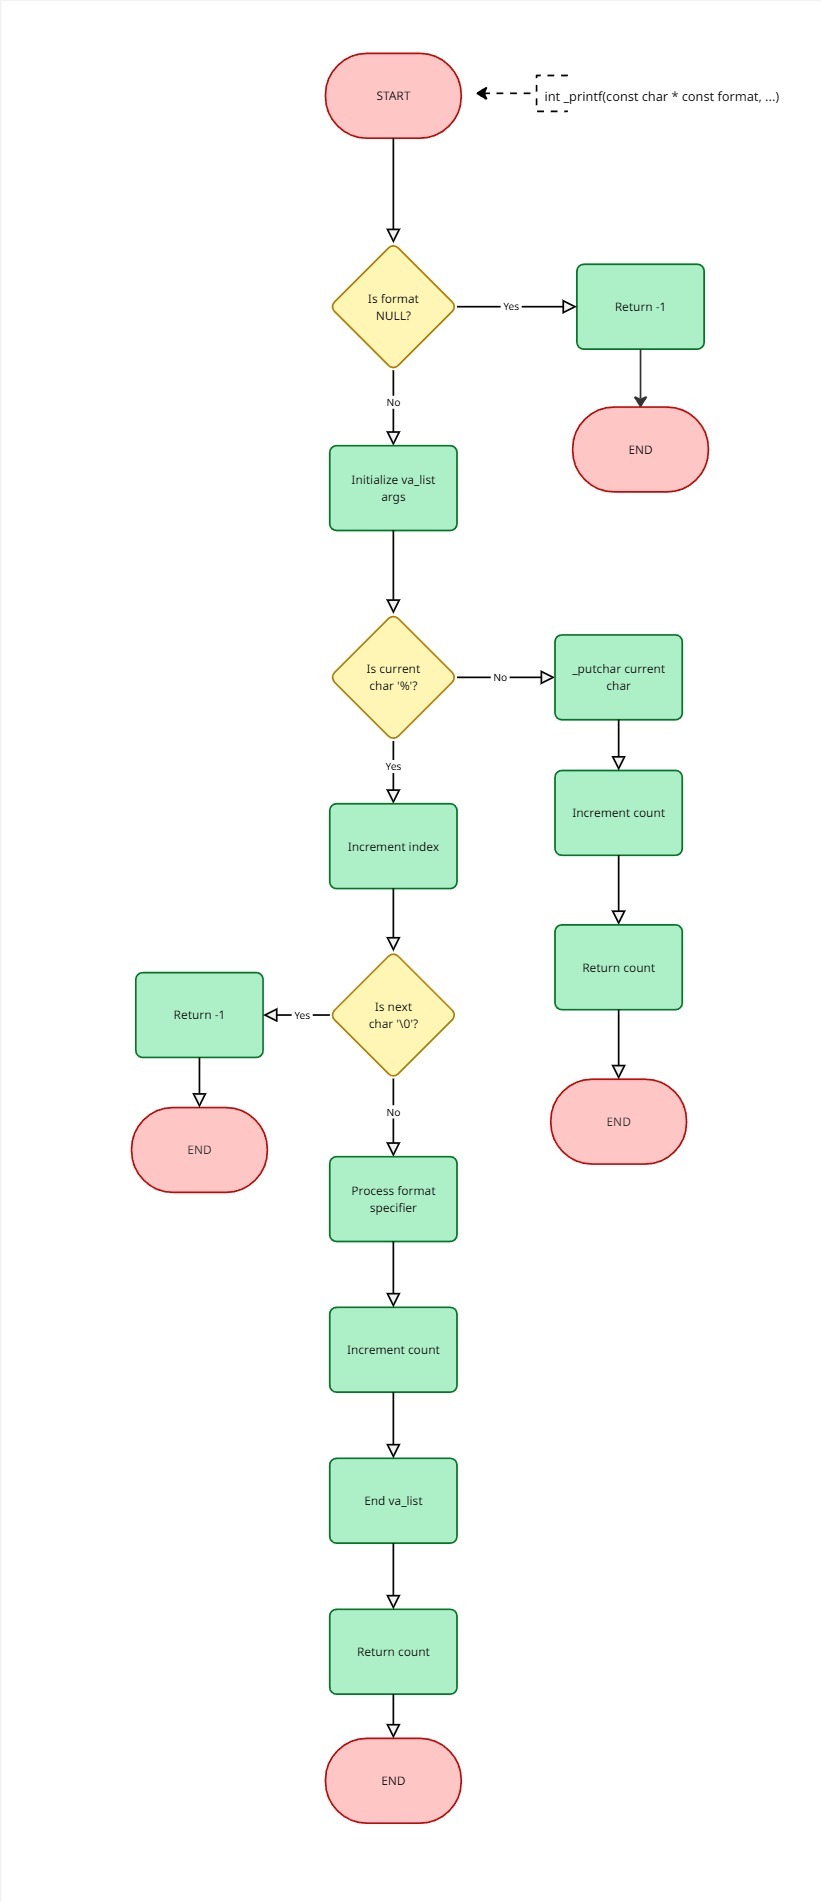 START
int _printf(const char * const format, ...)
Is format
NULL?
Yes
Return -1
No
END
Initialize va_list
args
Is current
char '%'?
No
_putchar current
char
Yes
Increment count
Increment index
Return count
Is next
char '\0'?
Yes
Return -1
No
END
END
Process format
specifier
Increment count
End va_list
Return count
END